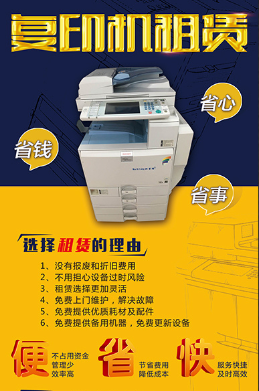 复印机租赁
省心
省钱
省事
选择租赁的理由
1、没有报废和折旧费用
2、不用担心设备过时风险
3、租赁选择更加灵活
4、免费上门维护，解决故障
5、免费提供优质耗材及配件
6、免费提供备用机器，免费更新设备
便
不占用资金
管理少
效率高
省
节省费用
降低成本
快
服务快捷
及时高效